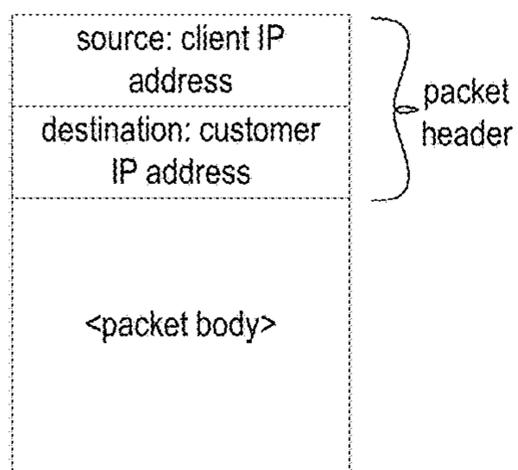 source: client IP
address
destination: customer
IP address
packet
header
<packet body>